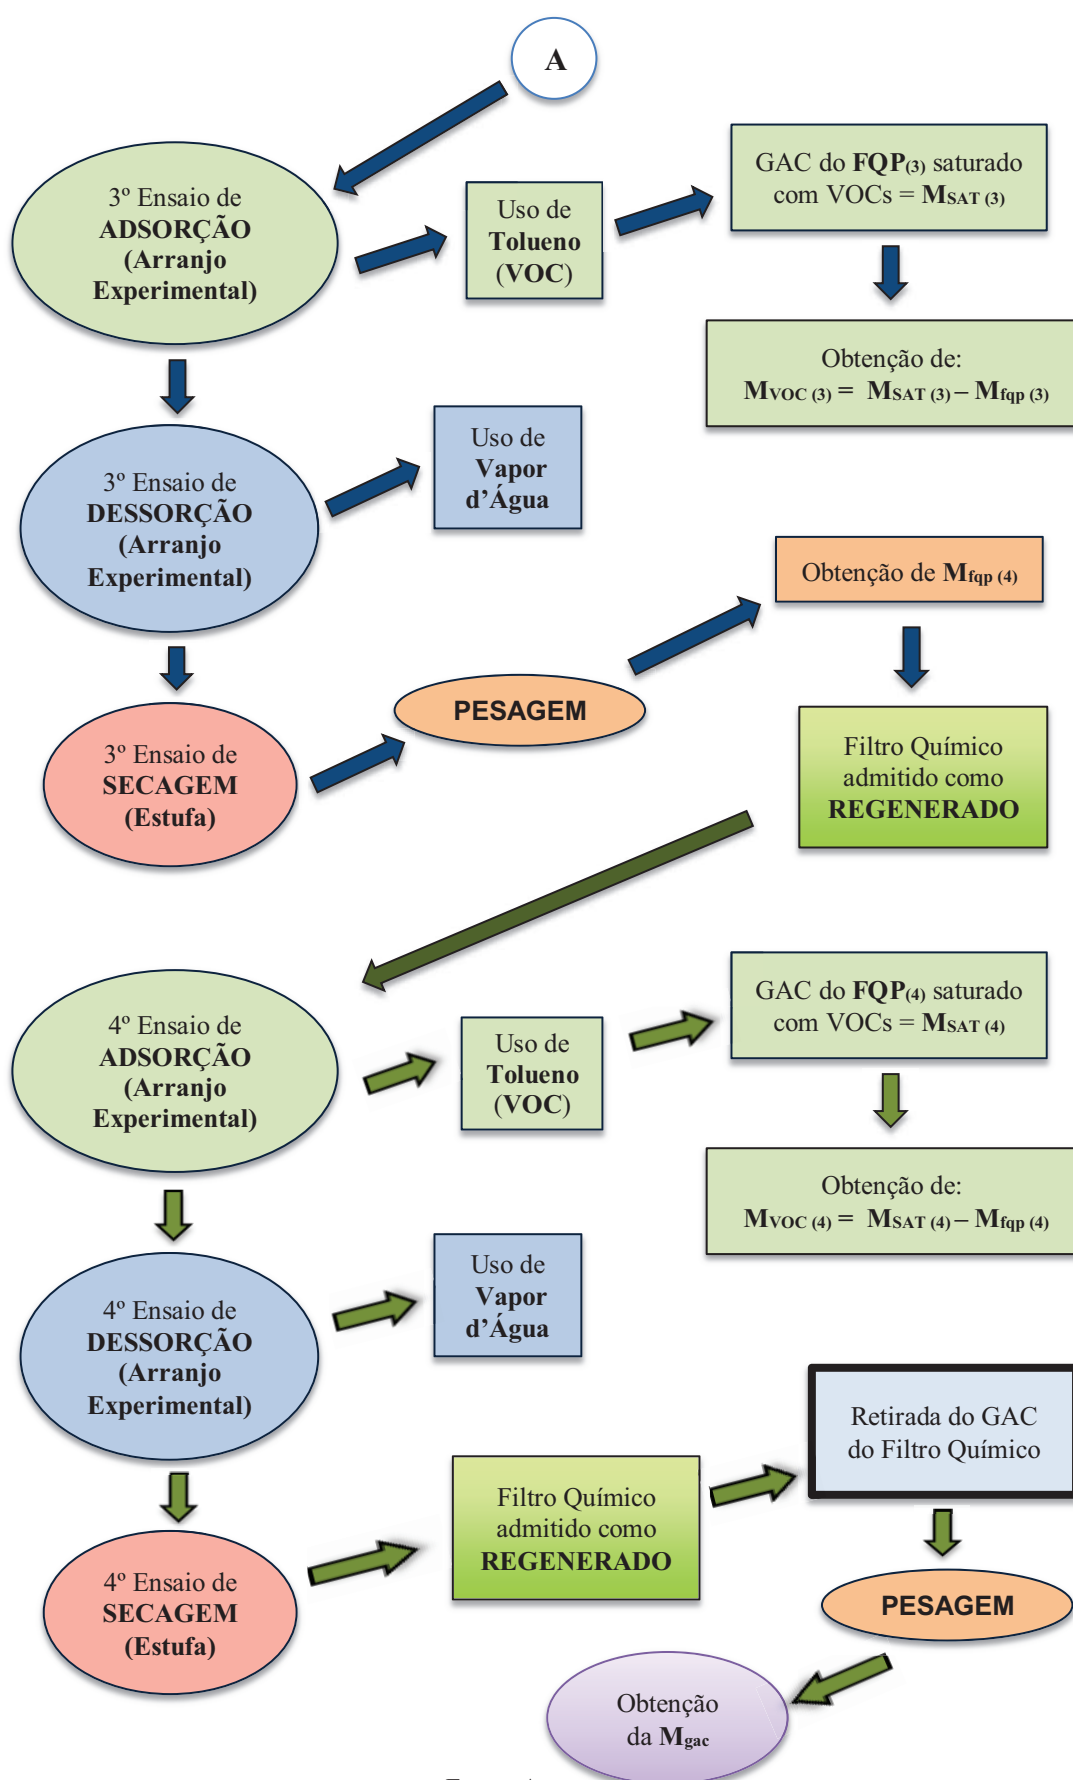 A
3º Ensaio de
ADSORÇÃO
(Arranjo
Experimental)
Uso de
Tolueno
(VOC)
GAC do FQP(3) saturado
com VOCs = MSAT (3)
Obtenção de:
MVOC (3) = MSAT (3) – Mfqp (3)
3º Ensaio de
DESSORÇÃO
(Arranjo
Experimental)
Uso de
Vapor
d’Água
3º Ensaio de
SECAGEM
(Estufa)
PESAGEM
Obtenção de Mfqp (4)
Filtro Químico
admitido como
REGENERADO
4º Ensaio de
ADSORÇÃO
(Arranjo
Experimental)
Uso de
Tolueno
(VOC)
GAC do FQP(4) saturado
com VOCs = MSAT (4)
Obtenção de:
MVOC (4) = MSAT (4) – Mfqp (4)
4º Ensaio de
DESSORÇÃO
(Arranjo
Experimental)
Uso de
Vapor
d’Água
4º Ensaio de
SECAGEM
(Estufa)
Filtro Químico
admitido como
REGENERADO
Retirada do GAC
do Filtro Químico
PESAGEM
Obtenção
da Mgac